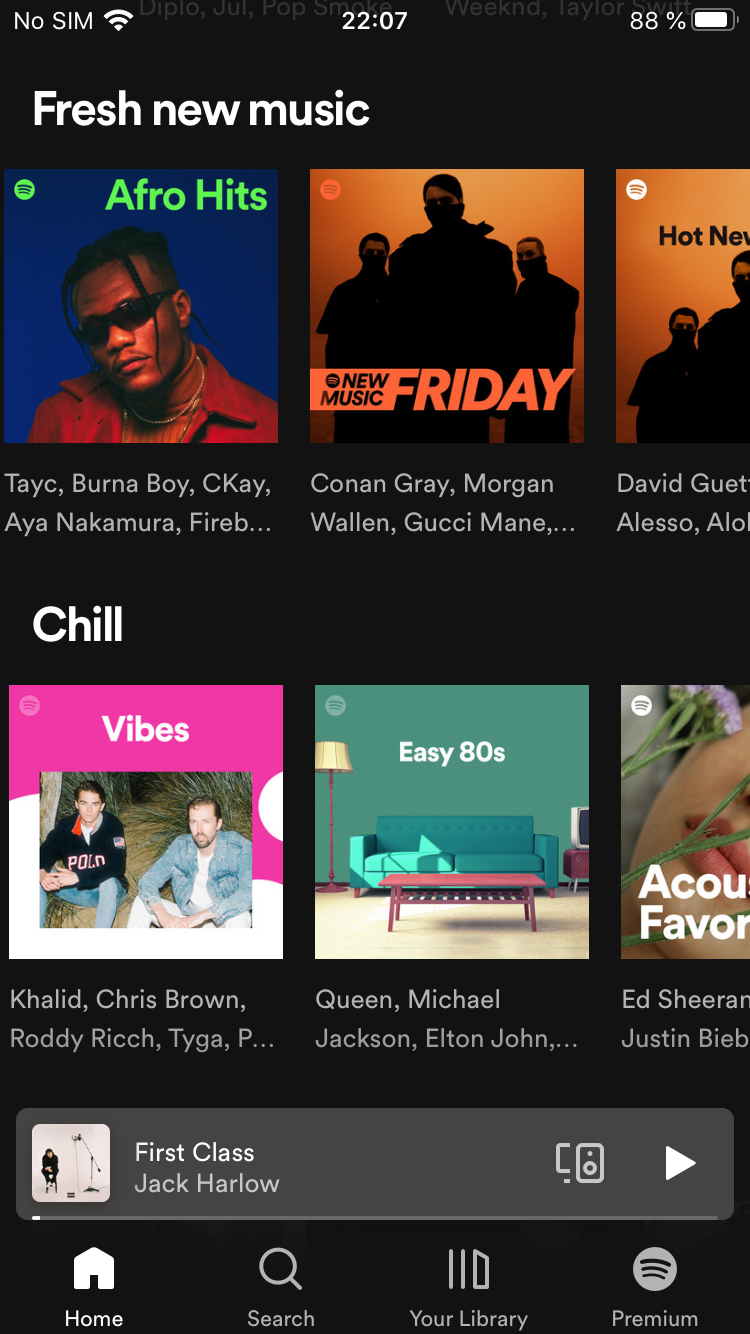 Diplo, Jul, Pop Smoke
Weeknd, Taylor Swift,
No SIM
22:07
88 %
Fresh new music
Afro Hits
NEW
MUSIC FRIDAY
Hot New
Tayc, Burna Boy, CKay,
Aya Nakamura, Fireb...
Conan Gray, Morgan
Wallen, Gucci Mane,...
David Guet
Alesso, Alo
Chill
Vibes
POLO
Easy 80s
Acous
Favor
Khalid, Chris Brown,
Roddy Ricch, Tyga, P...
Queen, Michael
Jackson, Elton John,...
Ed Sheeran
Justin Bieb
First Class
Jack Harlow
Home
Search
Your Library
Premium